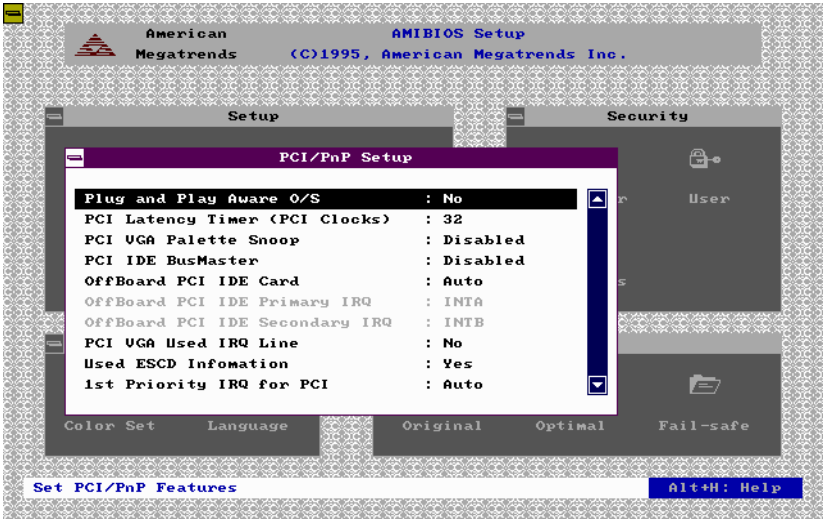 American AMIBIOS Setup
Megatrends (C)1995, American Megatrends Inc.
Setup Security
PCI/PnP Setup
Plug and Play Aware O/S : No
PCI Latency Timer (PCI Clocks) : 32
PCI VGA Palette Snoop : Disabled
PCI IDE BusMaster : Disabled
OffBoard PCI IDE Card : Auto
OffBoard PCI IDE Primary IRQ : INTA
OffBoard PCI IDE Secondary IRQ : INTB
PCI VGA Used IRQ Line : No
Used ESCD Infomation : Yes
1st Priority IRQ for PCI : Auto
User
Color Set Language Original Optimal Fail-safe
Set PCI/PnP Features Alt+H: Help